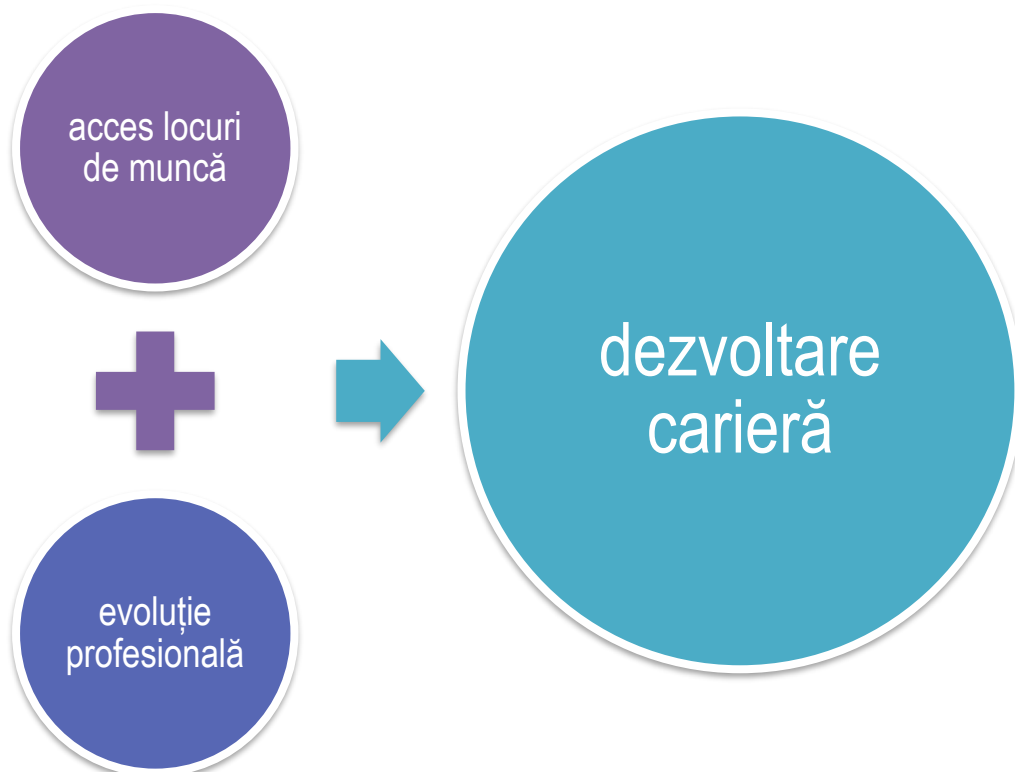 acces locuri
de muncă
evoluție
profesională
dezvoltare
carieră